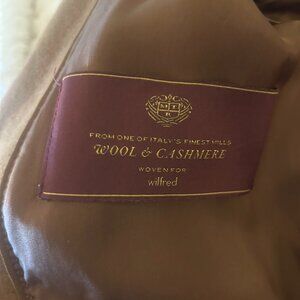 FROM ONE OF ITALY'S FINEST MILLS
WOOL & CASHMERE
WOVEN FOR
wilfred